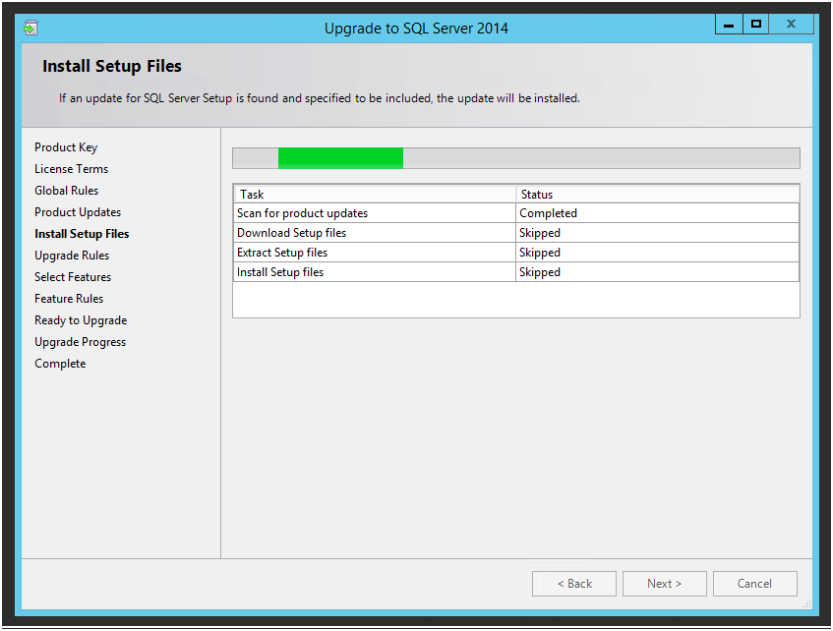 Upgrade to SQL Server 2014
Install Setup Files
If an update for SQL Server Setup is found and specified to be included, the update will be installed.
Product Key
License Terms
Global Rules
Product Updates
Install Setup Files
Upgrade Rules
Select Features
Feature Rules
Ready to Upgrade
Upgrade Progress
Complete
Task Status
Scan for product updates Completed
Download Setup files Skipped
Extract Setup files Skipped
Install Setup files Skipped
< Back Next > Cancel